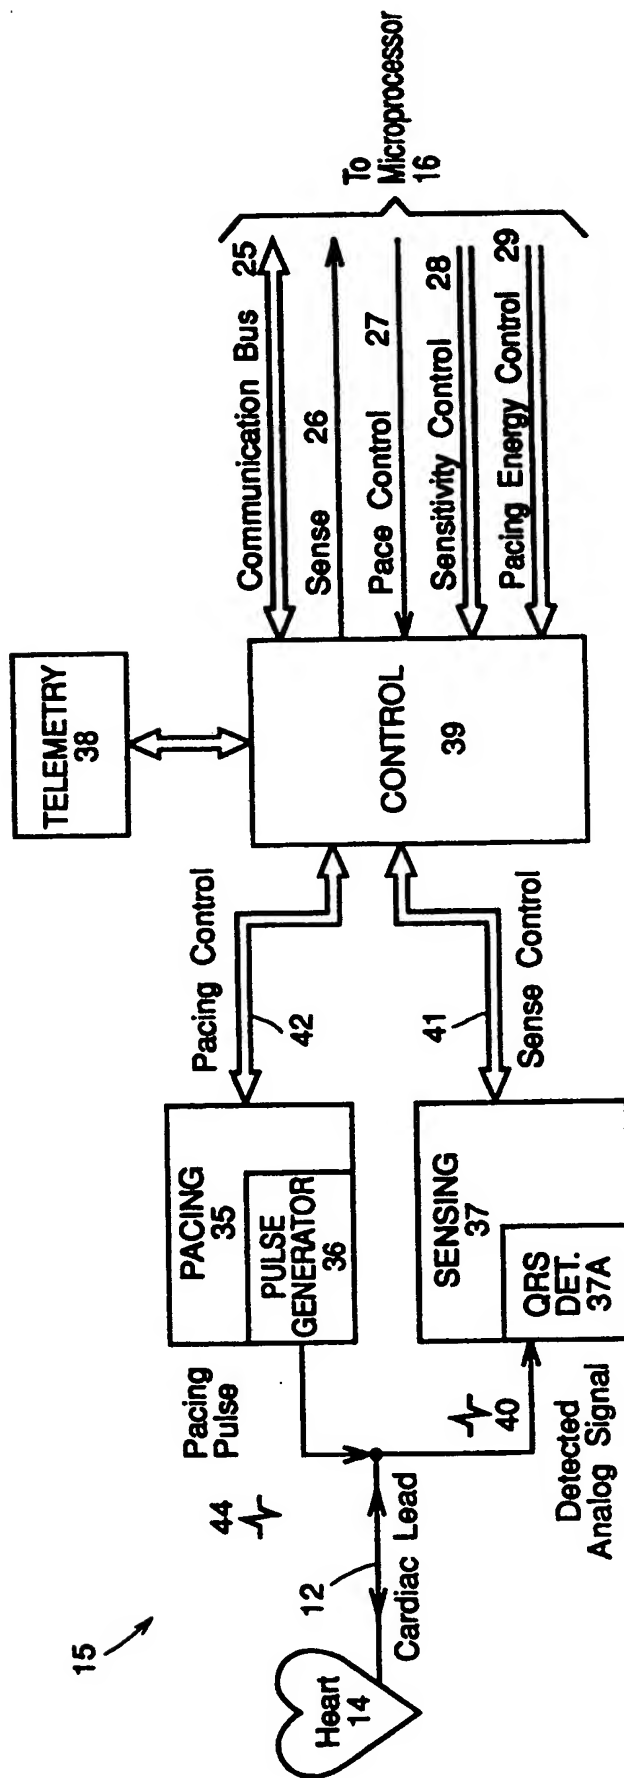 15
Heart
14
12
Cardiac Lead
44
Pacing
Pulse
40
Detected
Analog Signal
PACING
35
PULSE
GENERATOR
36
SENSING
37
QRS
DET.
37A
Pacing Control
42
41
Sense Control
TELEMETRY
38
CONTROL
39
Communication Bus 25
Sense 26
Pace Control 27
Sensitivity Control 28
Pacing Energy Control 29
To
Microprocessor
16